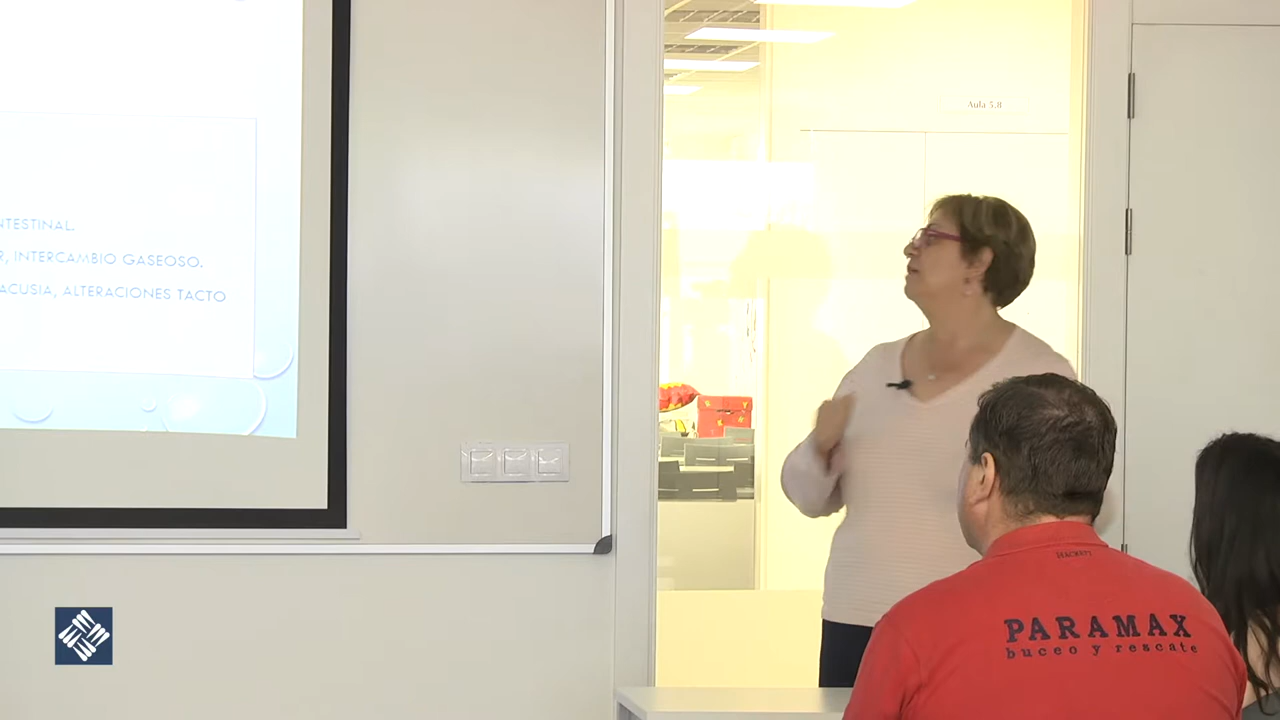 Aula 5.8
NTESTINAL.
R, INTERCAMBIO GASEOSO.
ACUSIA, ALTERACIONES TACTO
PARAMAX
buceo y rescate